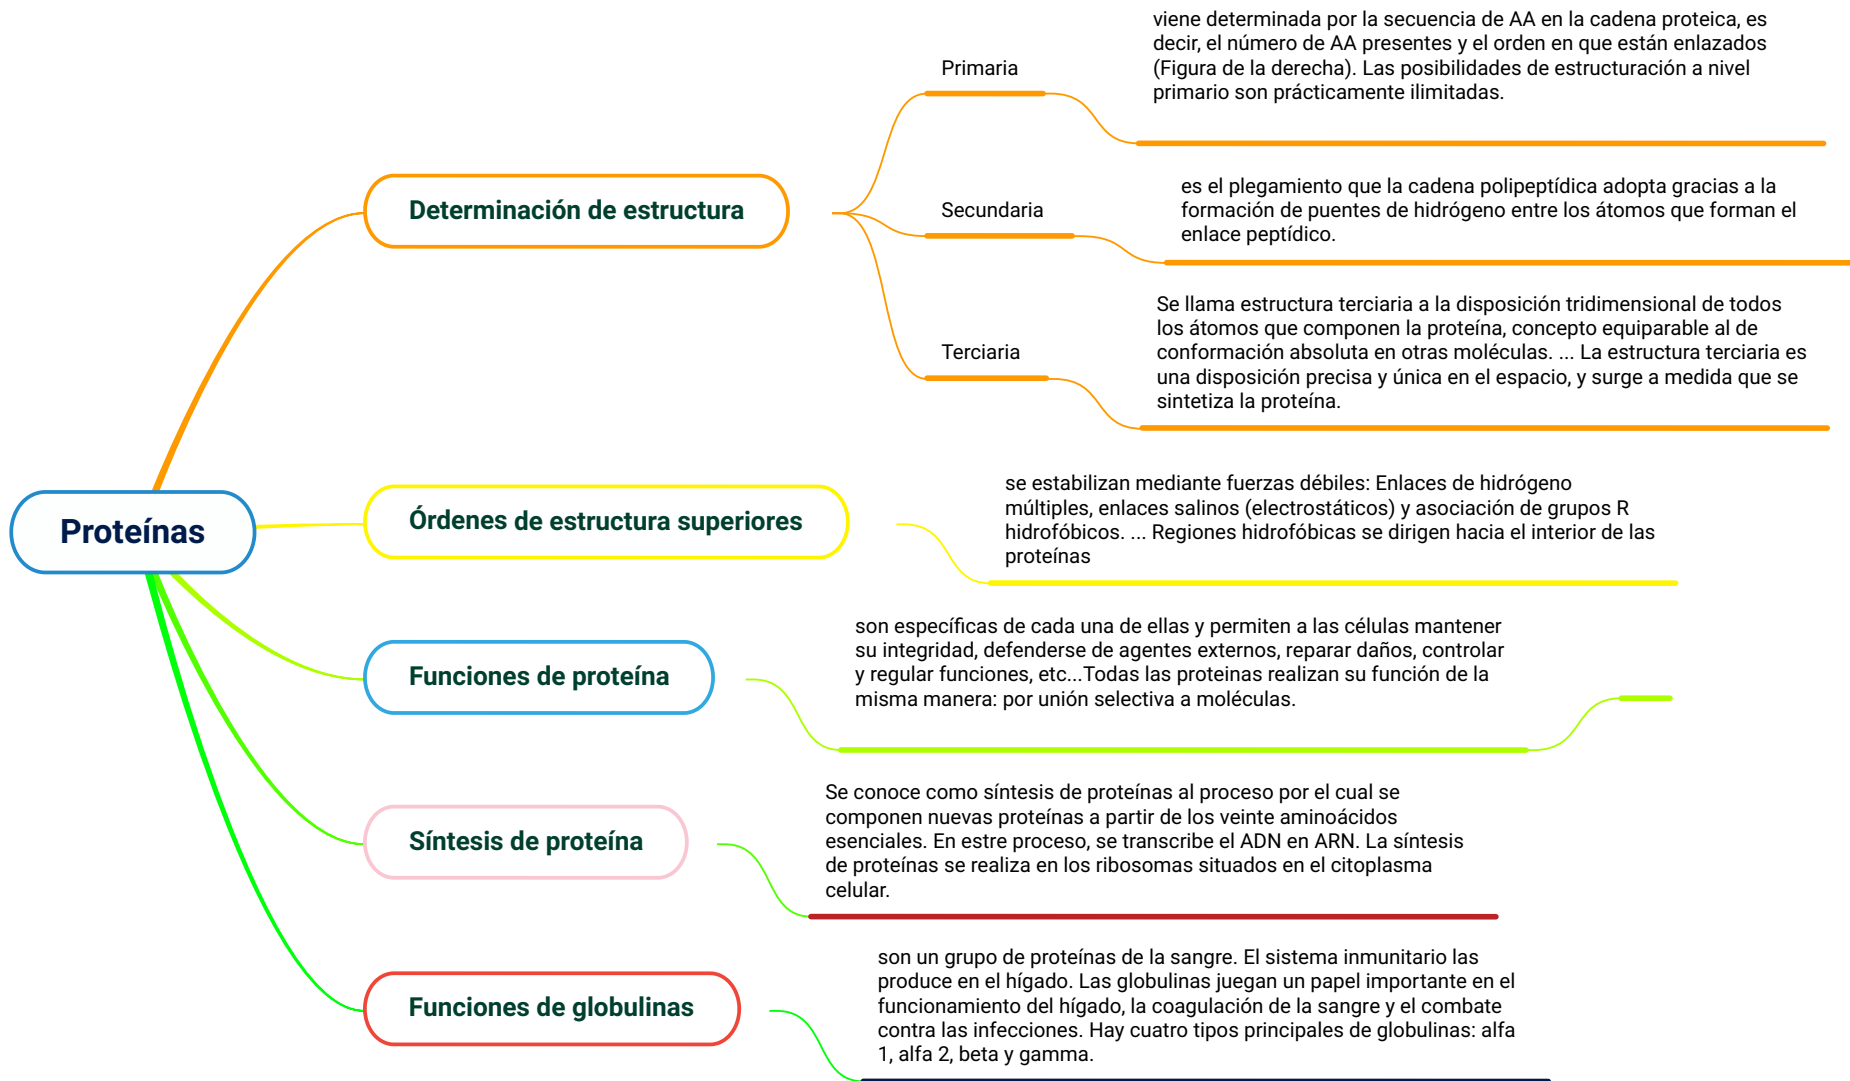 Proteínas
Determinación de estructura
Primaria
viene determinada por la secuencia de AA en la cadena proteica, es
decir, el número de AA presentes y el orden en que están enlazados
(Figura de la derecha). Las posibilidades de estructuración a nivel
primario son prácticamente ilimitadas.
Secundaria
es el plegamiento que la cadena polipeptídica adopta gracias a la
formación de puentes de hidrógeno entre los átomos que forman el
enlace peptídico.
Terciaria
Se llama estructura terciaria a la disposición tridimensional de todos
los átomos que componen la proteína, concepto equiparable al de
conformación absoluta en otras moléculas. ... La estructura terciaria es
una disposición precisa y única en el espacio, y surge a medida que se
sintetiza la proteína.
Órdenes de estructura superiores
se estabilizan mediante fuerzas débiles: Enlaces de hidrógeno
múltiples, enlaces salinos (electrostáticos) y asociación de grupos R
hidrofóbicos. ... Regiones hidrofóbicas se dirigen hacia el interior de las
proteínas
Funciones de proteína
son específicas de cada una de ellas y permiten a las células mantener
su integridad, defenderse de agentes externos, reparar daños, controlar
y regular funciones, etc...Todas las proteinas realizan su función de la
misma manera: por unión selectiva a moléculas.
Síntesis de proteína
Se conoce como síntesis de proteínas al proceso por el cual se
componen nuevas proteínas a partir de los veinte aminoácidos
esenciales. En estre proceso, se transcribe el ADN en ARN. La síntesis
de proteínas se realiza en los ribosomas situados en el citoplasma
celular.
Funciones de globulinas
son un grupo de proteínas de la sangre. El sistema inmunitario las
produce en el hígado. Las globulinas juegan un papel importante en el
funcionamiento del hígado, la coagulación de la sangre y el combate
contra las infecciones. Hay cuatro tipos principales de globulinas: alfa
1, alfa 2, beta y gamma.